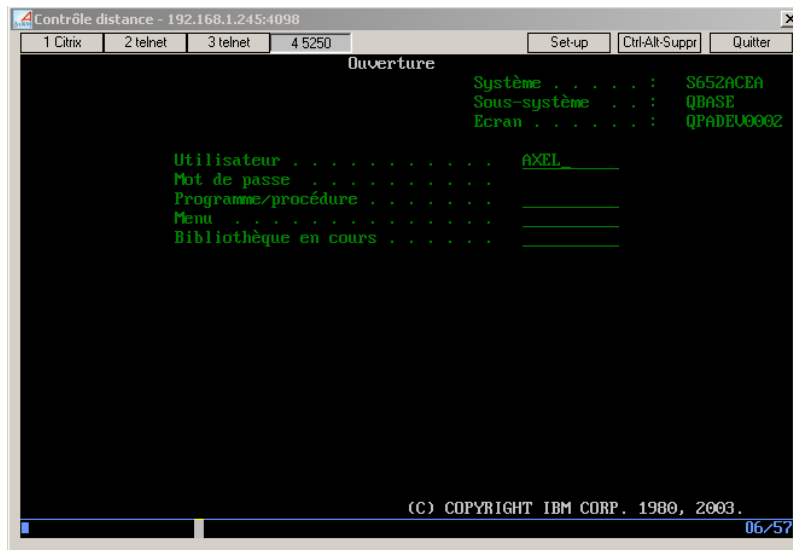 Contrôle distance - 192.168.1.245:4098
1 Citrix 2 telnet 3 telnet 4 5250 Set-up Ctrl-Alt-Suppr Quitter
Ouverture
Système . . . . . : S652ACEA
Sous-système . . : QBASE
Ecran . . . . . . : QPADEV0002
Utilisateur . . . . . . . . . . . AXEL_
Mot de passe . . . . . . . . . .
Programme/procédure . . . . . . .
Menu . . . . . . . . . . . . . .
Bibliothèque en cours . . . . . .
(C) COPYRIGHT IBM CORP. 1980, 2003.
06/57